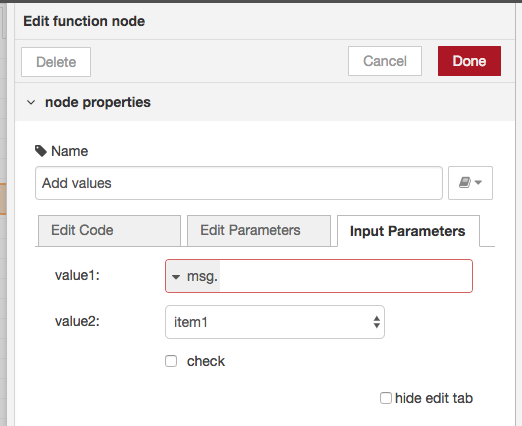 Edit function node
Delete Cancel Done
node properties
Name
Add values
Edit Code Edit Parameters Input Parameters
value1: msg.
value2: item1
check
hide edit tab